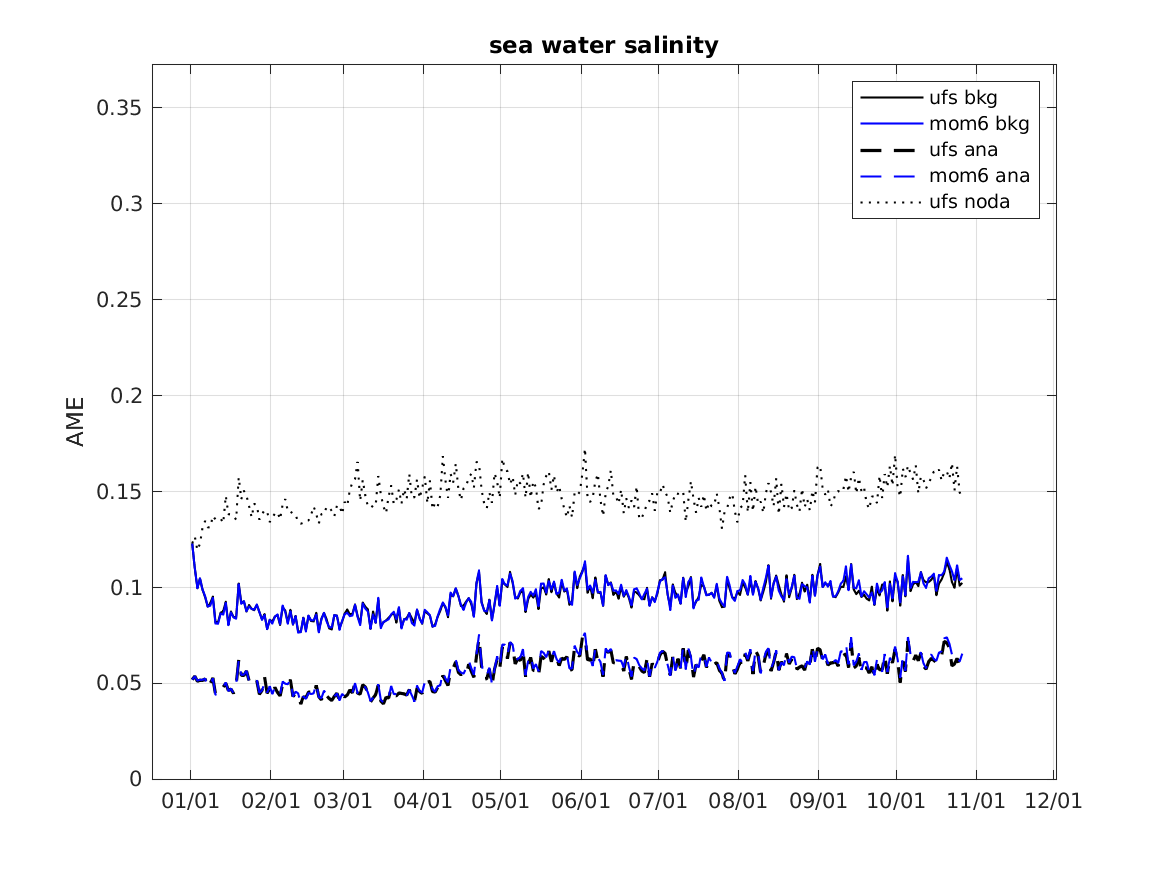 sea water salinity
0.35
0.3
0.25
0.2
0.15
0.1
0.05
0
AME
01/01 02/01 03/01 04/01 05/01 06/01 07/01 08/01 09/01 10/01 11/01 12/01
ufs bkg
mom6 bkg
ufs ana
mom6 ana
ufs noda